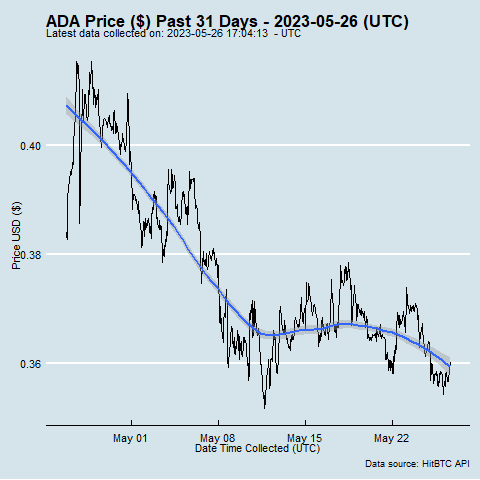 ADA Price ($) Past 31 Days - 2023-05-26 (UTC)
Latest data collected on: 2023-05-26 17:04:13  - UTC
0.40
0.38
0.36
Price USD ($)
May 01
May 08
May 15
May 22
Date Time Collected (UTC)
Data source: HitBTC API